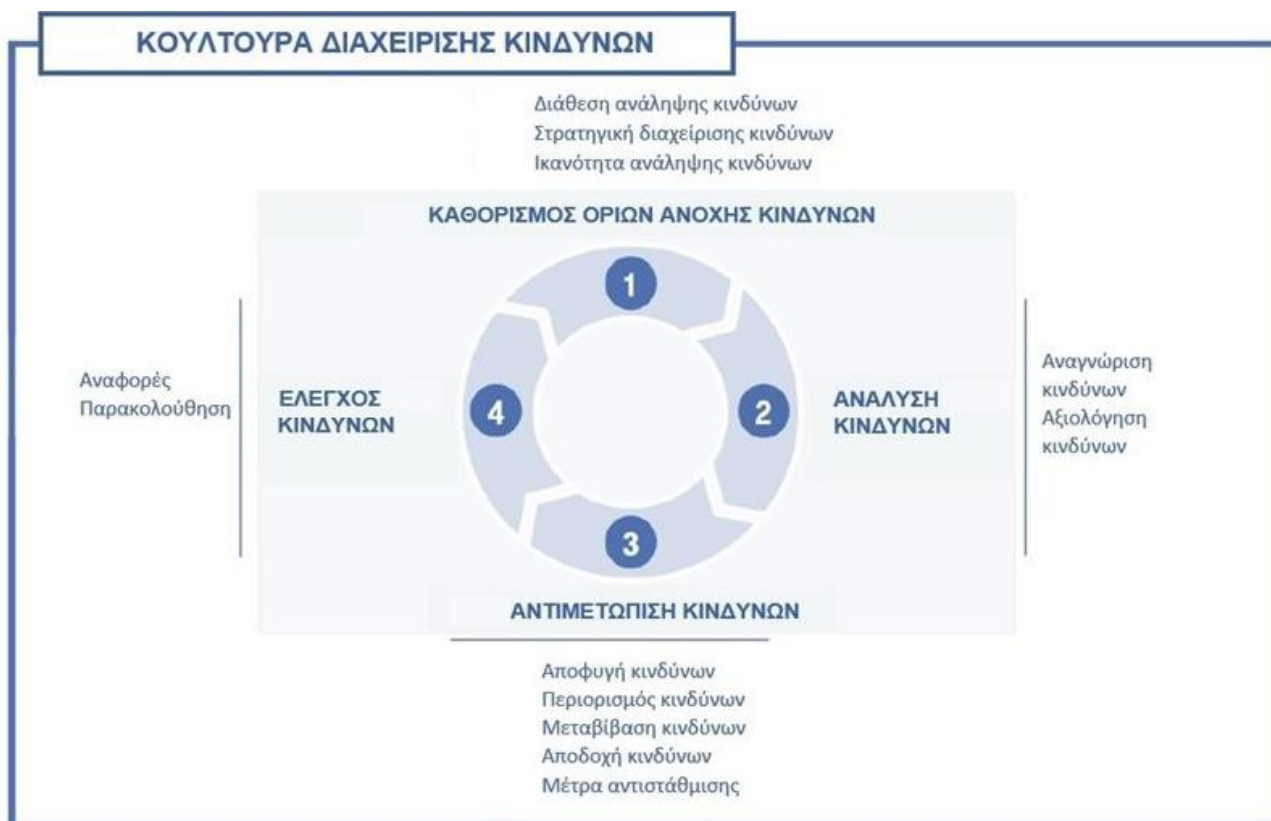 ΚΟΥΛΤΟΥΡΑ ΔΙΑΧΕΙΡΙΣΗΣ ΚΙΝΔΥΝΩΝ
Διάθεση ανάληψης κινδύνων
Στρατηγική διαχείρισης κινδύνων
Ικανότητα ανάληψης κινδύνων
ΚΑΘΟΡΙΣΜΟΣ ΟΡΙΩΝ ΑΝΟΧΗΣ ΚΙΝΔΥΝΩΝ
1
2
ΑΝΑΛΥΣΗ
ΚΙΝΔΥΝΩΝ
Αναγνώριση
κινδύνων
Αξιολόγηση
κινδύνων
3
ΑΝΤΙΜΕΤΩΠΙΣΗ ΚΙΝΔΥΝΩΝ
Αποφυγή κινδύνων
Περιορισμός κινδύνων
Μεταβίβαση κινδύνων
Αποδοχή κινδύνων
Μέτρα αντιστάθμισης
4
ΕΛΕΓΧΟΣ
ΚΙΝΔΥΝΩΝ
Αναφορές
Παρακολούθηση